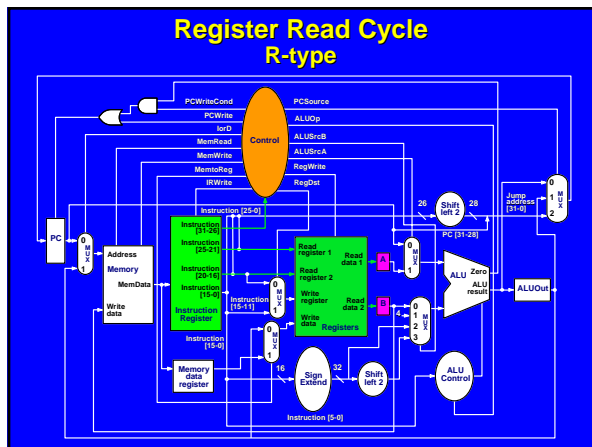 Register Read Cycle
R-type
PCWriteCond
PCSource
PCWrite
ALUOp
IorD
ALUSrcB
MemRead
Control
ALUSrcA
MemWrite
RegWrite
MemtoReg
RegDst
IRWrite
26
28
Shift
left 2
Jump
address
[31-0]
0
1
2
MUX
Instruction [25-0]
PC [31-28]
PC
0
MUX
1
Address
Memory
MemData
Write
data
Instruction
[31-26]
Instruction
[25-21]
Instruction
[20-16]
Instruction
[15-0]
Instruction
Register
Instruction
[15-11]
Instruction
[15-0]
0
MUX
1
0
MUX
1
Read
register 1
Read
register 2
Write
register
Write
data
Read
data 1
Read
data 2
Registers
A
B
0
MUX
1
4
0
1
2
3
MUX
ALU
Zero
ALU
result
ALUOut
Memory
data
register
16
Sign
Extend
32
Shift
left 2
ALU
Control
Instruction [5-0]